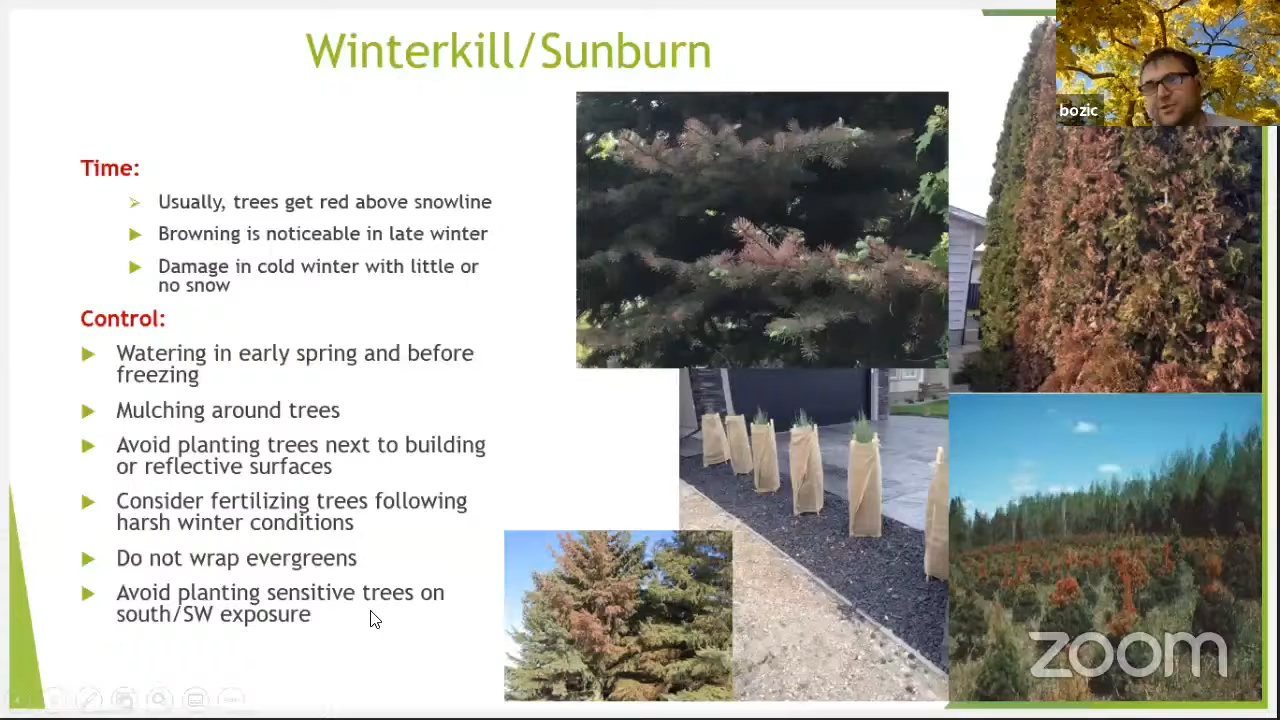 Winterkill/Sunburn
bozic
Time:
Usually, trees get red above snowline
Browning is noticeable in late winter
Damage in cold winter with little or
no snow
Control:
Watering in early spring and before
freezing
Mulching around trees
Avoid planting trees next to building
or reflective surfaces
Consider fertilizing trees following
harsh winter conditions
Do not wrap evergreens
Avoid planting sensitive trees on
south/SW exposure
zoom